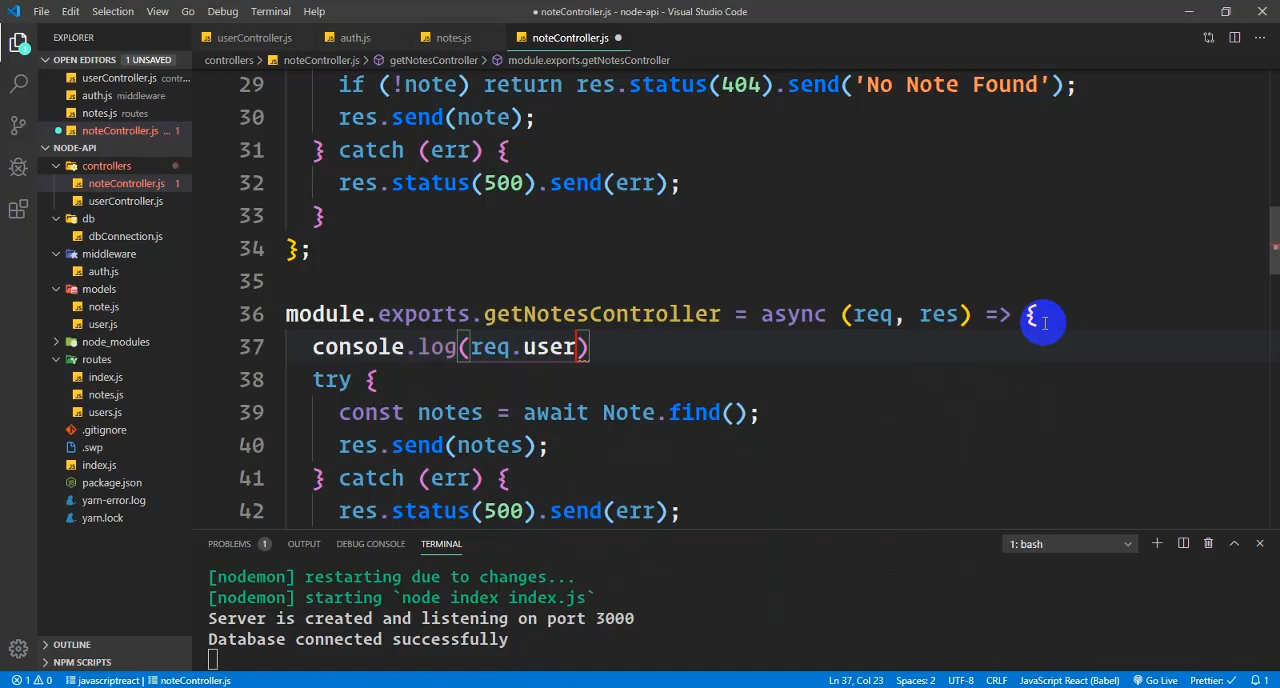 File Edit Selection View Go Debug Terminal Help
● noteController.js - node-api - Visual Studio Code
EXPLORER
userController.js auth.js notes.js noteController.js ●
OPEN EDITORS 1 UNSAVED
controllers > noteController.js > getNotesController > module.exports.getNotesController
userController.js contr...
auth.js middleware
notes.js routes
noteController.js ... 1
NODE-API
controllers
noteController.js 1
userController.js
db
dbConnection.js
middleware
auth.js
models
note.js
user.js
node_modules
routes
index.js
notes.js
users.js
.gitignore
.swp
index.js
package.json
yarn-error.log
yarn.lock
OUTLINE
NPM SCRIPTS
29 if (!note) return res.status(404).send('No Note Found');
30 res.send(note);
31 } catch (err) {
32 res.status(500).send(err);
33 }
34 };
35
36 module.exports.getNotesController = async (req, res) => {
37 console.log(req.user)
38 try {
39 const notes = await Note.find();
40 res.send(notes);
41 } catch (err) {
42 res.status(500).send(err);
PROBLEMS 1 OUTPUT DEBUG CONSOLE TERMINAL 1: bash
[nodemon] restarting due to changes...
[nodemon] starting `node index index.js`
Server is created and listening on port 3000
Database connected successfully
1 0 javascriptreact | noteController.js Ln 37, Col 23 Spaces: 2 UTF-8 CRLF JavaScript React (Babel) Go Live Prettier: ✓ 1